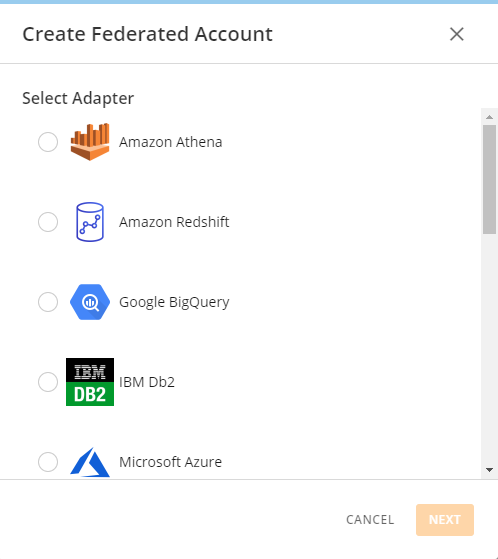 Create Federated Account
Select Adapter
Amazon Athena
Amazon Redshift
Google BigQuery
IBM
DB2
IBM Db2
Microsoft Azure
CANCEL
NEXT